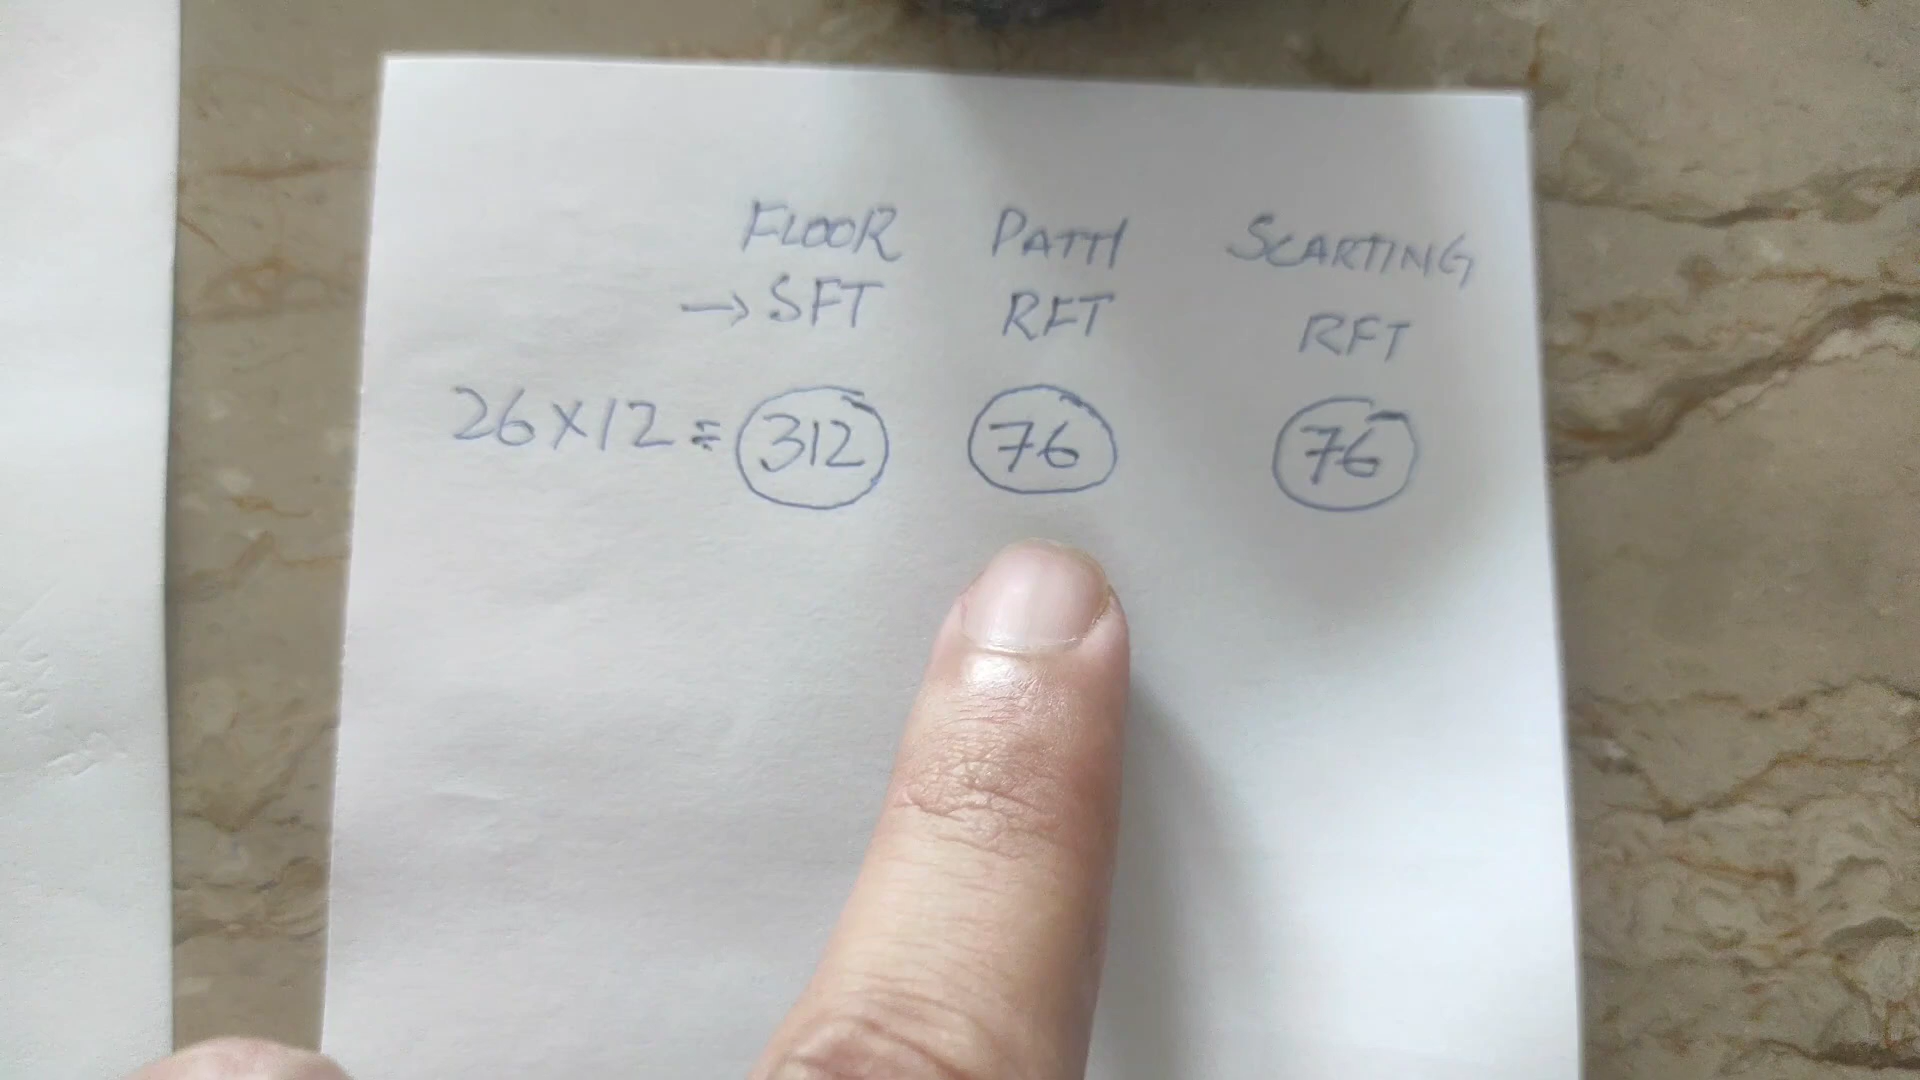 FLOOR PATTI SCARTING
→ SFT RFT RFT
26×12 = 312 76 76